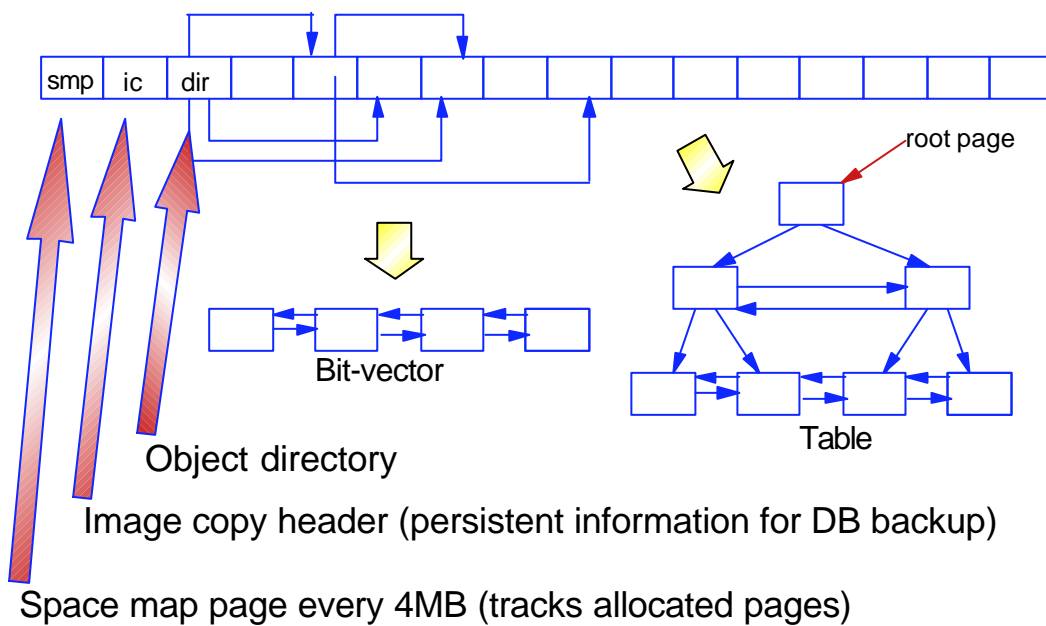 smp
ic
dir
root page
Bit-vector
Table
Object directory
Image copy header (persistent information for DB backup)
Space map page every 4MB (tracks allocated pages)